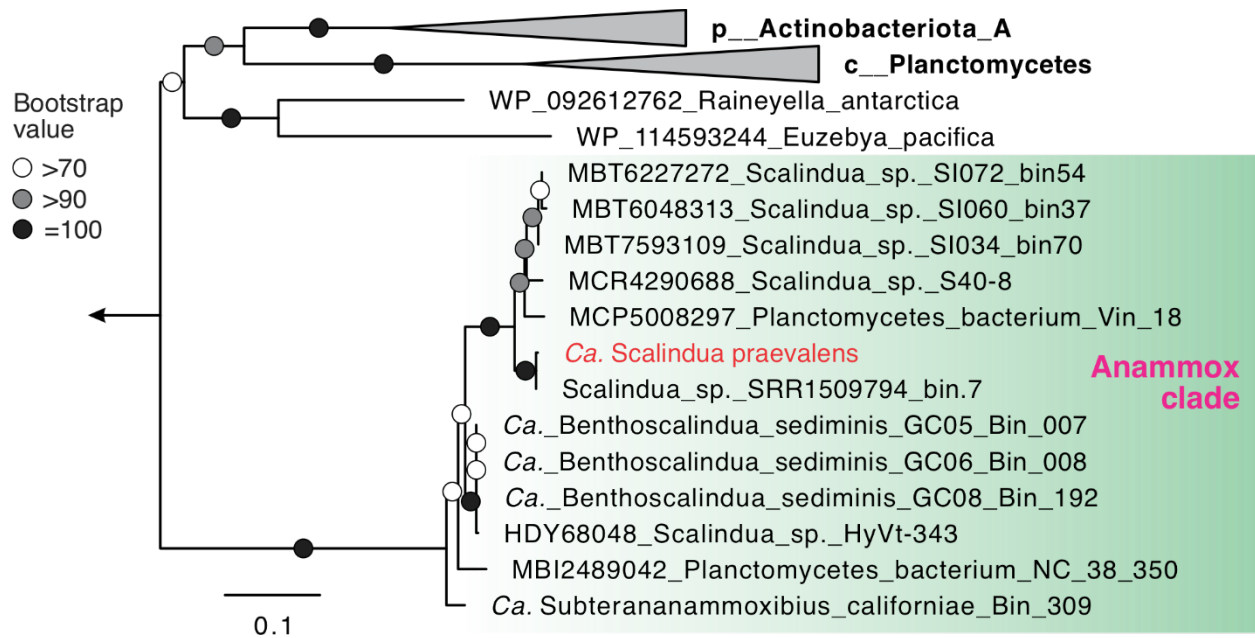 p__Actinobacteriota_A
c__Planctomycetes
Bootstrap
value
>70
>90
=100
WP_092612762_Raineyella_antarctica
WP_114593244_Euzebya_pacifica
MBT6227272_Scalindua_sp._SI072_bin54
MBT6048313_Scalindua_sp._SI060_bin37
MBT7593109_Scalindua_sp._SI034_bin70
MCR4290688_Scalindua_sp._S40-8
MCP5008297_Planctomycetes_bacterium_Vin_18
Ca. Scalindua praevalens
Scalindua_sp._SRR1509794_bin.7
Anammox
clade
Ca._Benthoscalindua_sediminis_GC05_Bin_007
Ca._Benthoscalindua_sediminis_GC06_Bin_008
Ca._Benthoscalindua_sediminis_GC08_Bin_192
HDY68048_Scalindua_sp._HyVt-343
MBI2489042_Planctomycetes_bacterium_NC_38_350
Ca. Subterananammoxibius_californiae_Bin_309
0.1